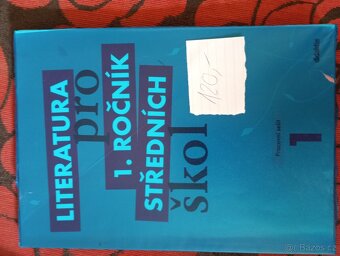 LITERATURA
pro
1. ROČNÍK
STŘEDNÍCH
škol
Pracovní sešit
1
didaktis
120,-
© Bazos.cz